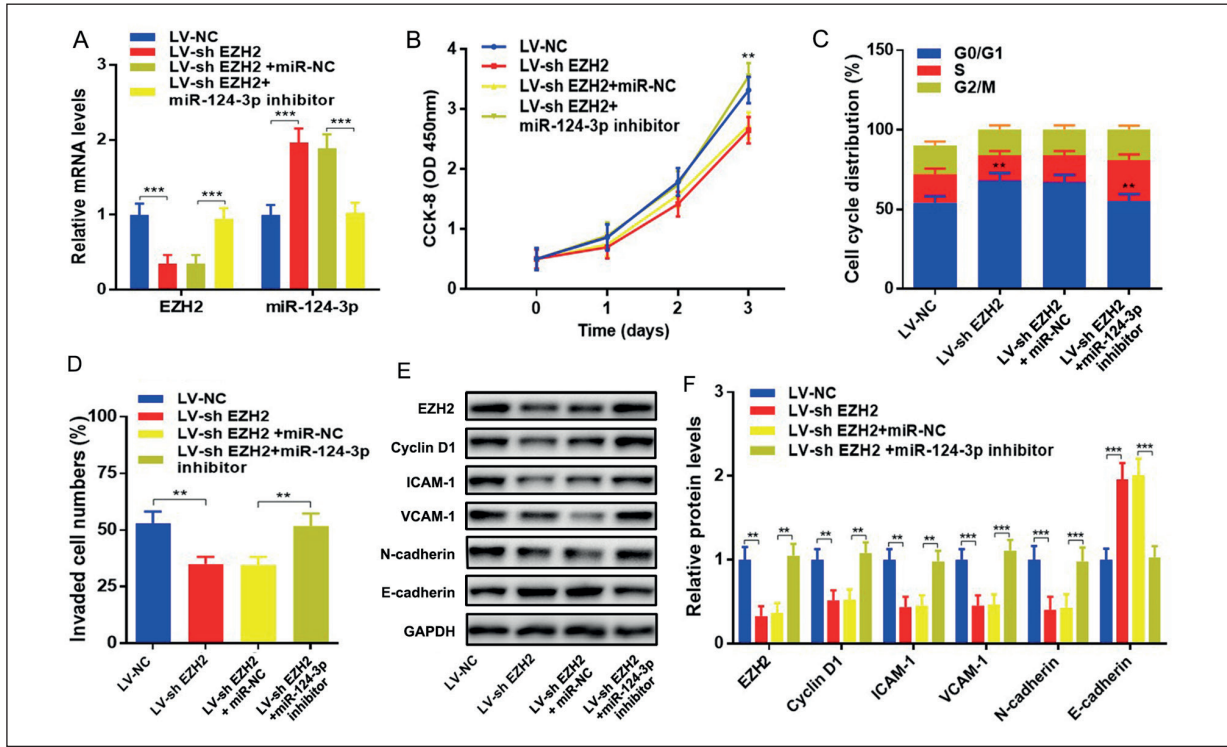 A
LV-NC
LV-sh EZH2
LV-sh EZH2 +miR-NC
LV-sh EZH2+
miR-124-3p inhibitor
Relative mRNA levels
3
2
1
0
***
***
***
***
EZH2
miR-124-3p
B
LV-NC
LV-sh EZH2
LV-sh EZH2+miR-NC
LV-sh EZH2+
miR-124-3p inhibitor
CCK-8 (OD 450nm)
4
3
2
1
0
**
0
1
2
3
Time (days)
C
G0/G1
S
G2/M
Cell cycle distribution (%)
150
100
50
0
**
**
LV-NC
LV-sh EZH2
LV-sh EZH2
+ miR-NC
LV-sh EZH2
+miR-124-3p
inhibitor
D
LV-NC
LV-sh EZH2
LV-sh EZH2 +miR-NC
LV-sh EZH2+miR-124-3p
inhibitor
Invaded cell numbers (%)
100
75
50
25
0
**
**
LV-NC
LV-sh EZH2
LV-sh EZH2
+ miR-NC
LV-sh EZH2
+miR-124-3p
inhibitor
E
EZH2
Cyclin D1
ICAM-1
VCAM-1
N-cadherin
E-cadherin
GAPDH
LV-NC
LV-sh EZH2
LV-sh EZH2
+ miR-NC
LV-sh EZH2
+miR-124-3p
inhibitor
F
LV-NC
LV-sh EZH2
LV-sh EZH2+miR-NC
LV-sh EZH2 +miR-124-3p inhibitor
Relative protein levels
3
2
1
0
**
**
**
**
**
**
***
***
***
***
***
***
EZH2
Cyclin D1
ICAM-1
VCAM-1
N-cadherin
E-cadherin